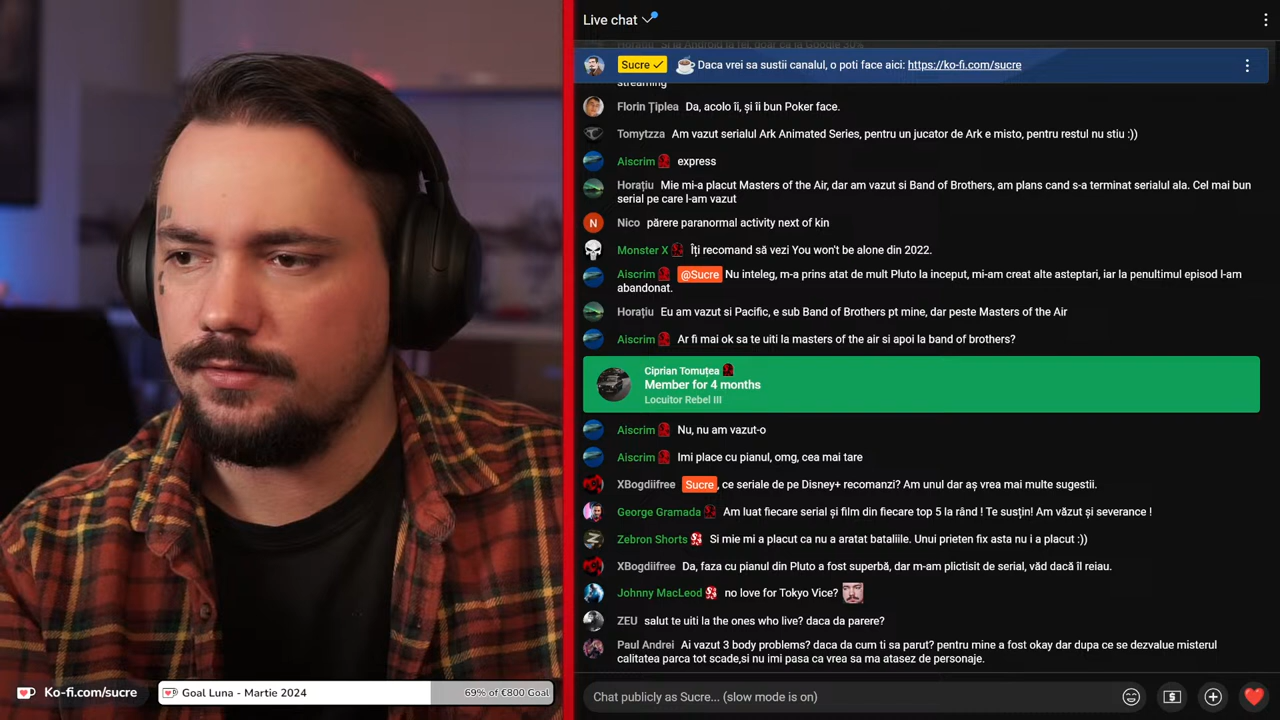 Live chat
Sucre Daca vrei sa sustii canalul, o poti face aici: https://ko-fi.com/sucre
streaming
Florin Țiplea Da, acolo îi, și îi bun Poker face.
Tomytzza Am vazut serialul Ark Animated Series, pentru un jucator de Ark e misto, pentru restul nu stiu :))
Aiscrim express
Horațiu Mie mi-a placut Masters of the Air, dar am vazut si Band of Brothers, am plans cand s-a terminat serialul ala. Cel mai bun
serial pe care l-am vazut
N Nico părere paranormal activity next of kin
Monster X Îți recomand să vezi You won't be alone din 2022.
Aiscrim @Sucre Nu inteleg, m-a prins atat de mult Pluto la inceput, mi-am creat alte asteptari, iar la penultimul episod l-am
abandonat.
Horațiu Eu am vazut si Pacific, e sub Band of Brothers pt mine, dar peste Masters of the Air
Aiscrim Ar fi mai ok sa te uiti la masters of the air si apoi la band of brothers?
Ciprian Tomuțea
Member for 4 months
Locuitor Rebel III
Aiscrim Nu, nu am vazut-o
Aiscrim Imi place cu pianul, omg, cea mai tare
XBogdiifree Sucre, ce seriale de pe Disney+ recomanzi? Am unul dar aș vrea mai multe sugestii.
George Gramada Am luat fiecare serial și film din fiecare top 5 la rând ! Te susțin! Am văzut și severance !
Zebron Shorts Si mie mi a placut ca nu a aratat bataliile. Unui prieten fix asta nu i a placut :))
XBogdiifree Da, faza cu pianul din Pluto a fost superbă, dar m-am plictisit de serial, văd dacă îl reiau.
Johnny MacLeod no love for Tokyo Vice?
ZEU salut te uiti la the ones who live? daca da parere?
Paul Andrei Ai vazut 3 body problems? daca da cum ti sa parut? pentru mine a fost okay dar dupa ce se dezvalue misterul
calitatea parca tot scade,si nu imi pasa ca vrea sa ma atasez de personaje.
Chat publicly as Sucre... (slow mode is on)
Ko-fi.com/sucre
Goal Luna - Martie 2024
69% of €800 Goal